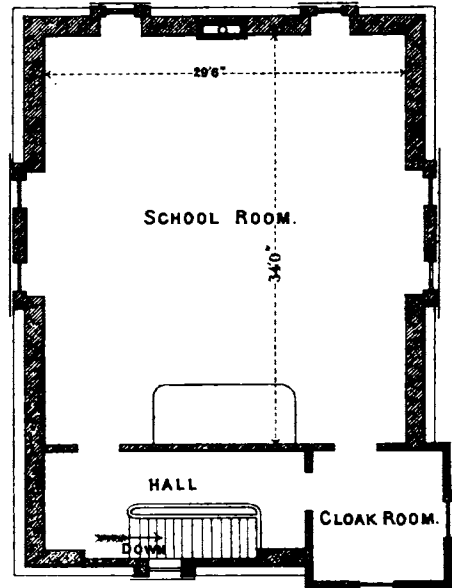 29'6"
SCHOOL ROOM.
34'0"
HALL
CLOAK ROOM.
DOWN